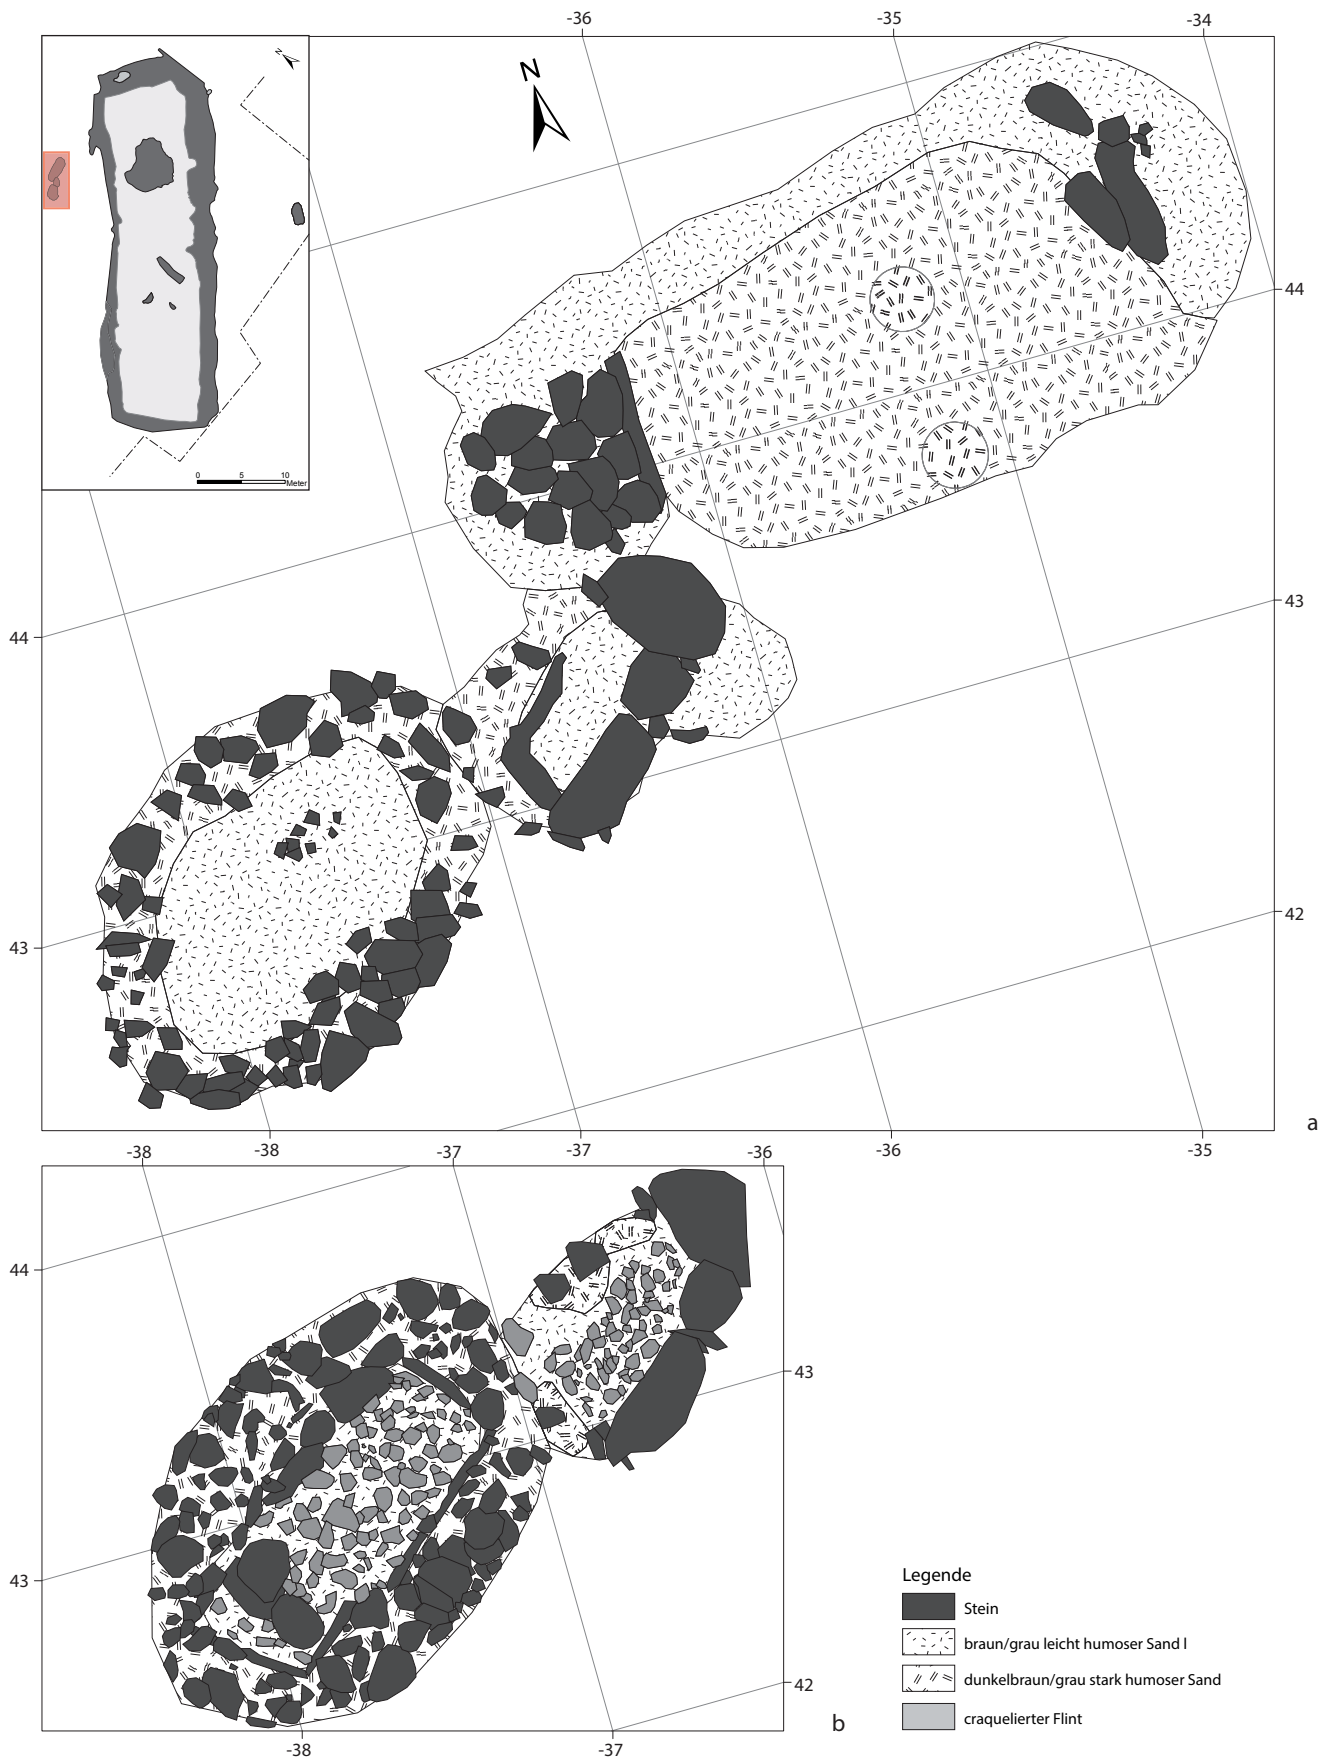 -36 -35 -34
N
N
44
0 5 10
Meter
43
44
42
43
a
-38 -37 -36 -35
-38 -37 -36
44
43
43
42
b
-38 -37
Legende
Stein
braun/grau leicht humoser Sand l
dunkelbraun/grau stark humoser Sand
craquelierter Flint